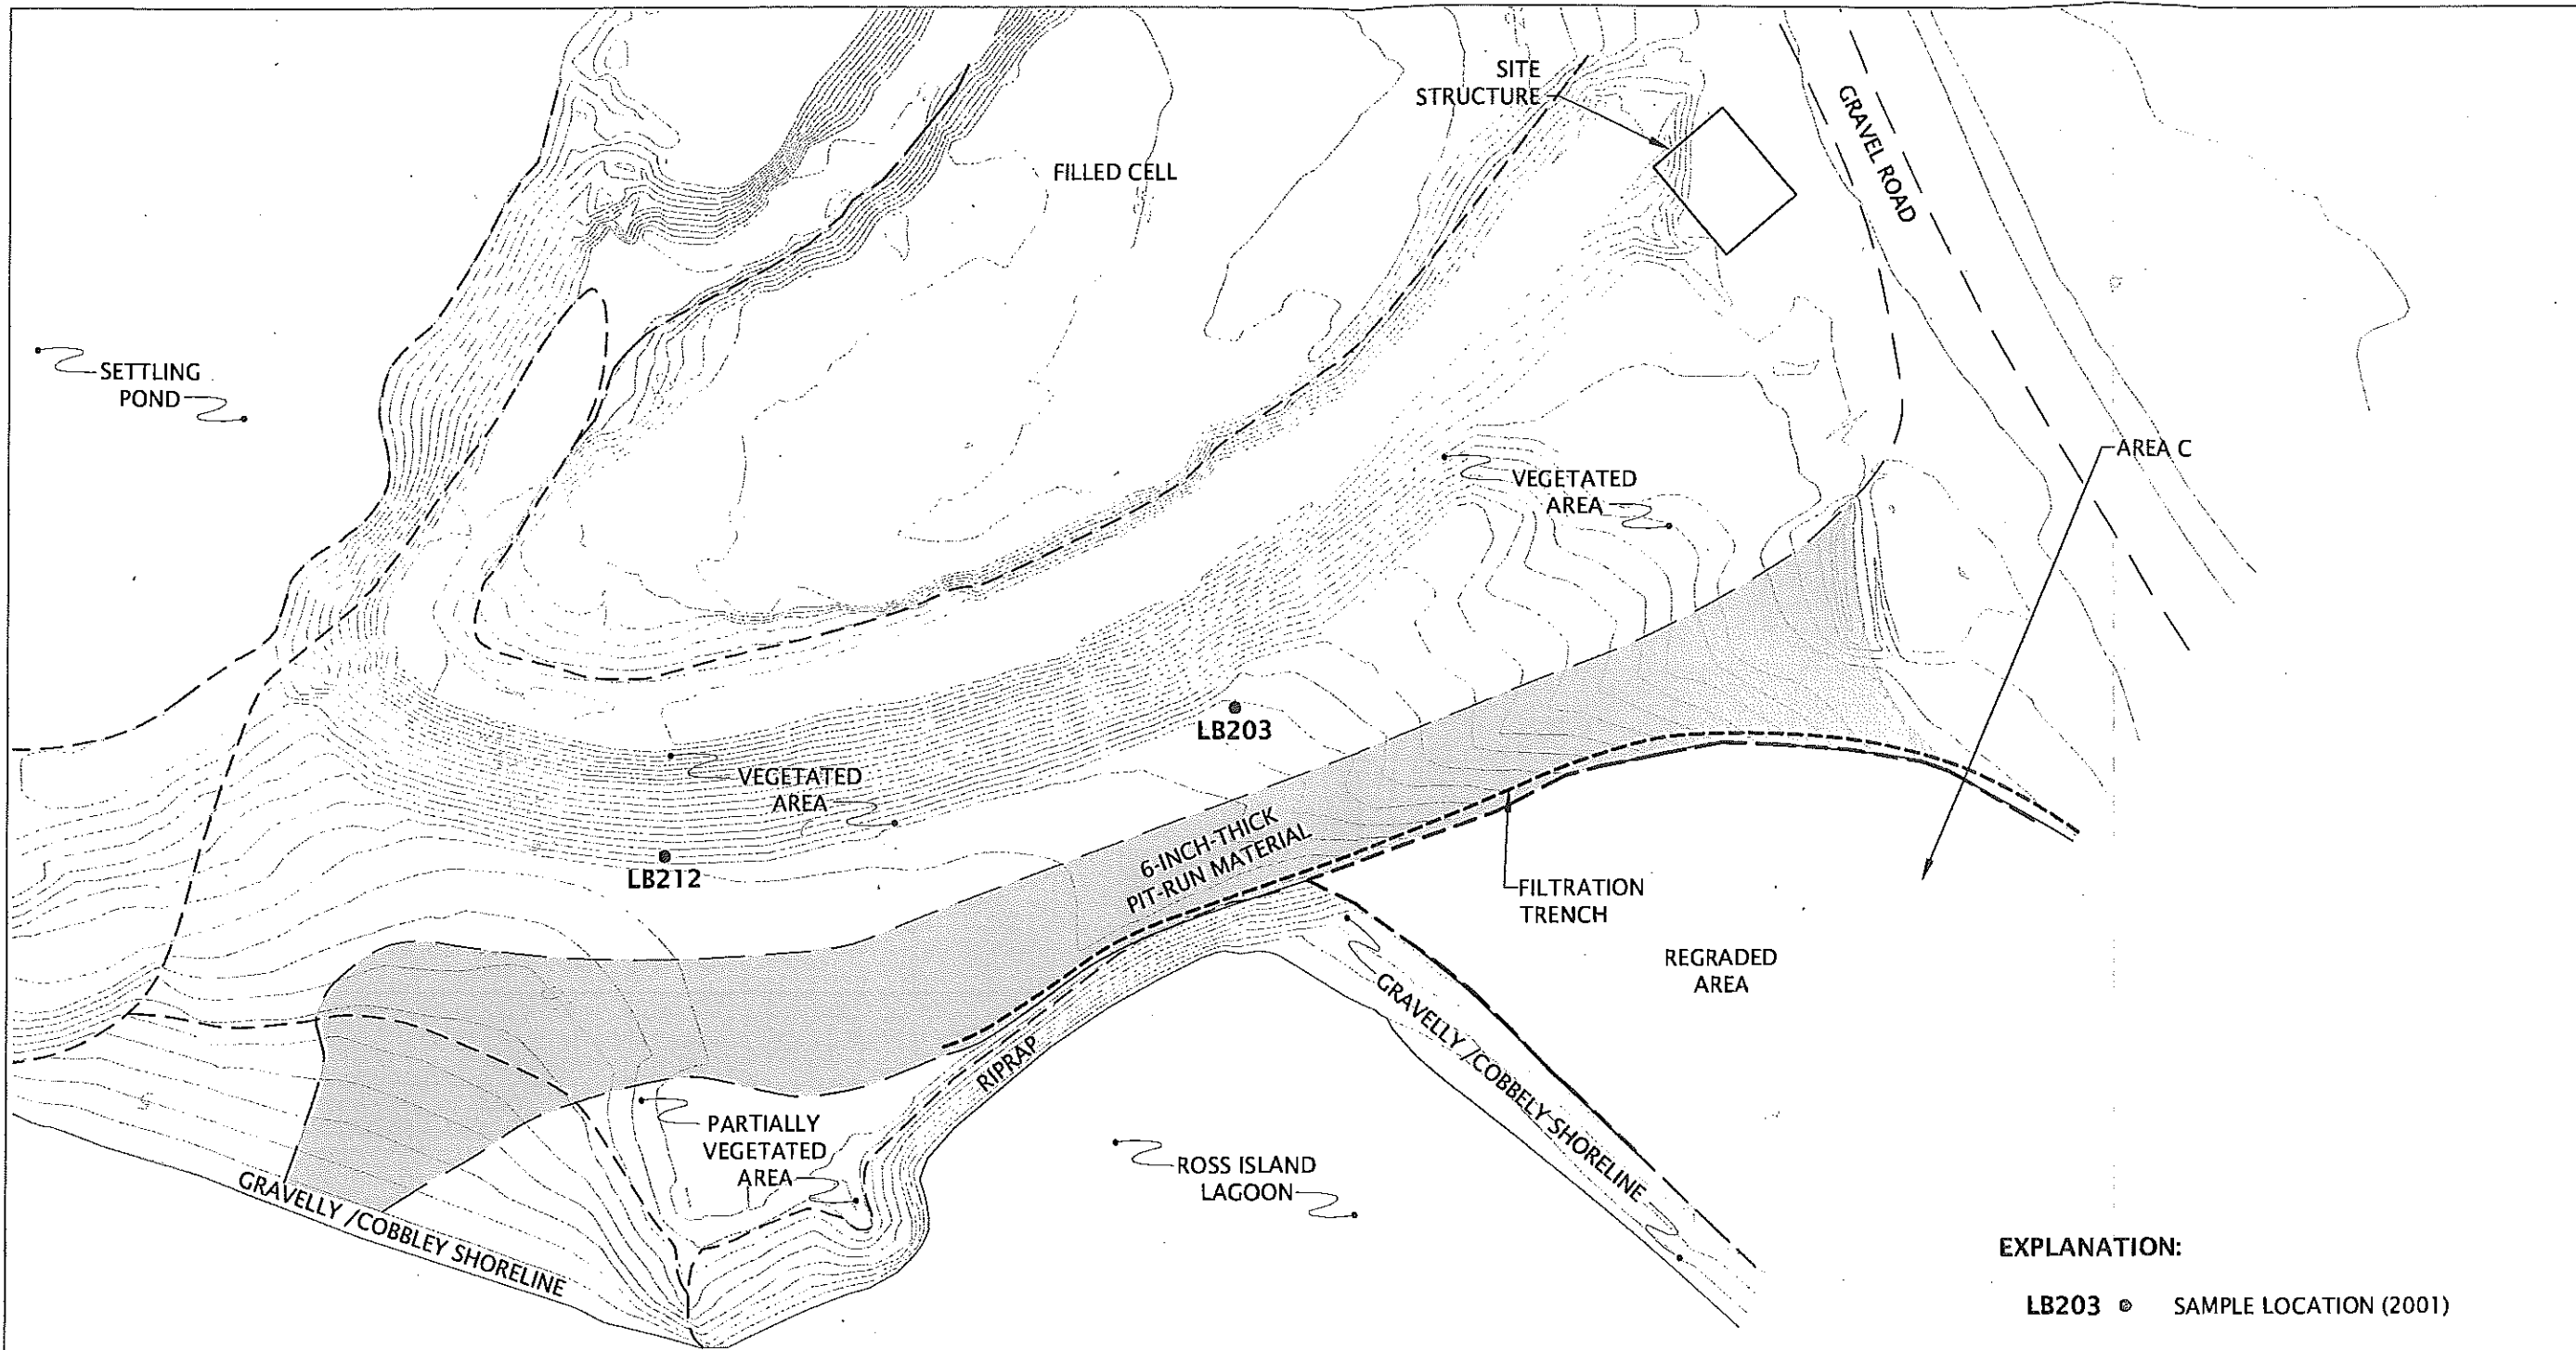 SITE
STRUCTURE
GRAVEL ROAD
FILLED CELL
SETTLING
POND
AREA C
VEGETATED
AREA
LB203
VEGETATED
AREA
LB212
6-INCH-THICK
PIT-RUN MATERIAL
FILTRATION
TRENCH
REGRADED
AREA
GRAVELLY /COBBELY SHORELINE
RIPRAP
PARTIALLY
VEGETATED
AREA
ROSS ISLAND
LAGOON
GRAVELLY /COBBLEY SHORELINE
EXPLANATION:
LB203 SAMPLE LOCATION (2001)